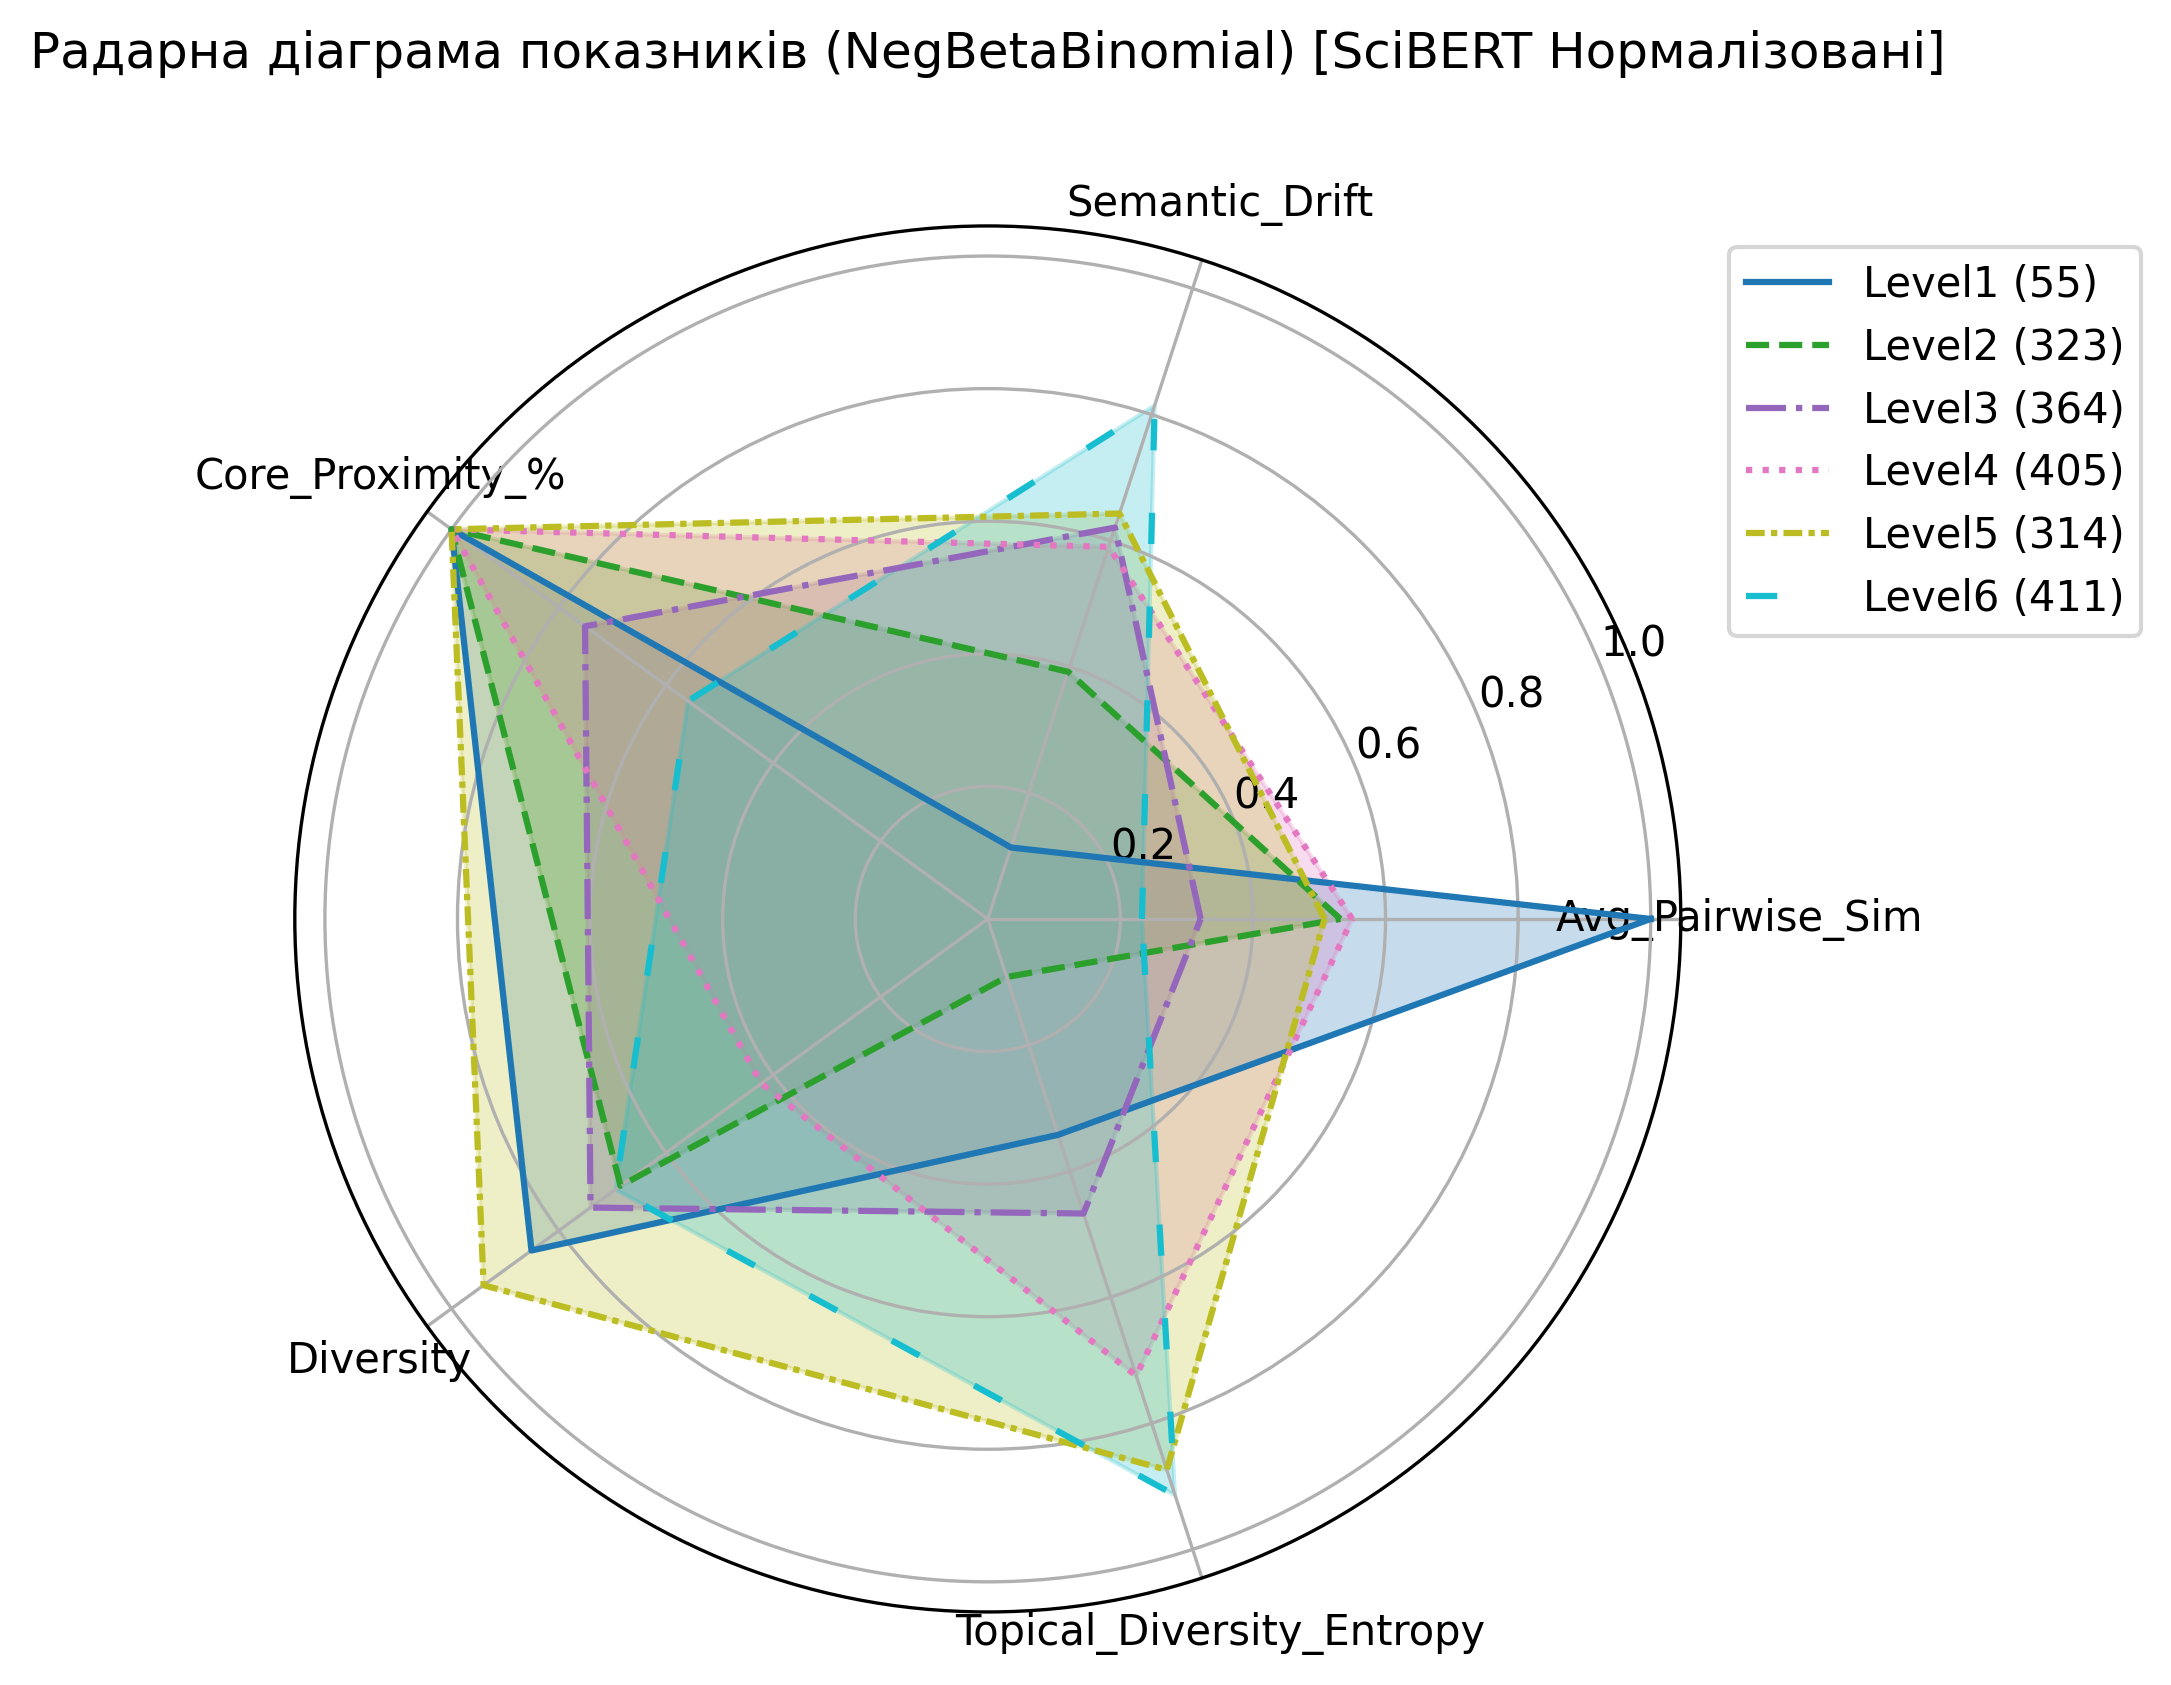 Радарна діаграма показників (NegBetaBinomial) [SciBERT Нормалізовані]
Semantic_Drift
Level1 (55)
Level2 (323)
Level3 (364)
Level4 (405)
Level5 (314)
Level6 (411)
Core_Proximity_%
1.0
0.8
0.6
0.4
0.2
Avg_Pairwise_Sim
Diversity
Topical_Diversity_Entropy